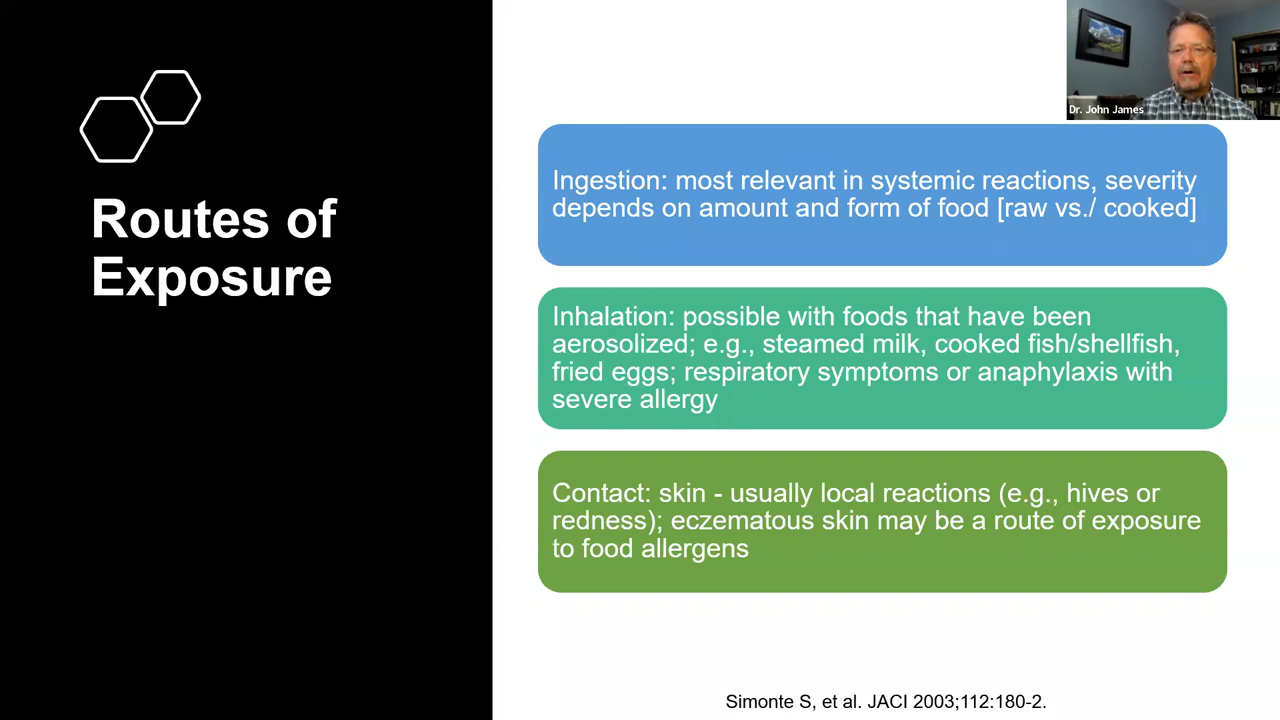 Dr. John James
Routes of
Exposure
Ingestion: most relevant in systemic reactions, severity
depends on amount and form of food [raw vs./ cooked]
Inhalation: possible with foods that have been
aerosolized; e.g., steamed milk, cooked fish/shellfish,
fried eggs; respiratory symptoms or anaphylaxis with
severe allergy
Contact: skin - usually local reactions (e.g., hives or
redness); eczematous skin may be a route of exposure
to food allergens
Simonte S, et al. JACI 2003;112:180-2.